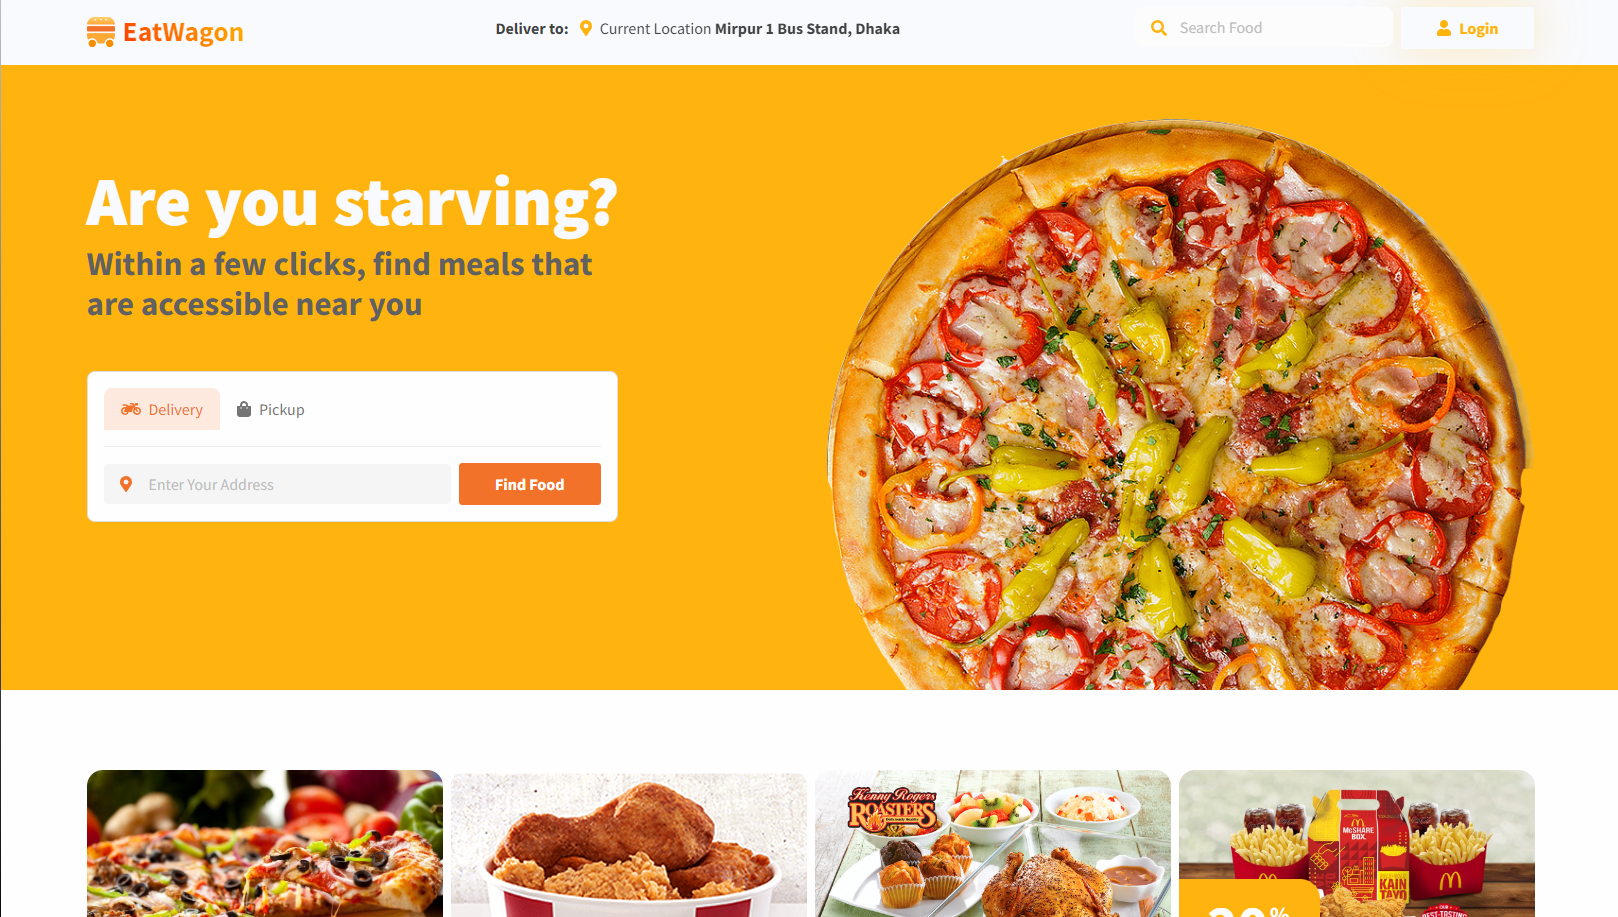 EatWagon
Deliver to: Current Location Mirpur 1 Bus Stand, Dhaka
Search Food
Login
Are you starving?
Within a few clicks, find meals that
are accessible near you
Delivery
Pickup
Enter Your Address
Find Food
Kenny Rogers
ROASTERS
McSHARE
BOX.
KAIN
TAYO